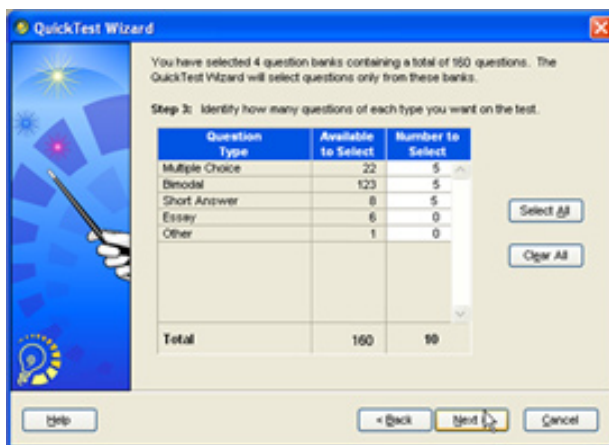 QuickTest Wizard
You have selected 4 question banks containing a total of 160 questions. The
QuickTest Wizard will select questions only from these banks.
Step 3: Identify how many questions of each type you want on the test.
Question Type Available to Select Number to Select
Multiple Choice 22 5
Bimodal 123 5
Short Answer 8 5
Essay 6 0
Other 1 0
Select All
Clear All
Total 160 10
Help < Back Next Cancel